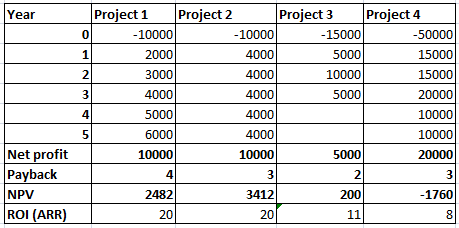 Year Project 1 Project 2 Project 3 Project 4
0 -10000 -10000 -15000 -50000
1 2000 4000 5000 15000
2 3000 4000 10000 15000
3 4000 4000 5000 20000
4 5000 4000 10000
5 6000 4000 10000
Net profit 10000 10000 5000 20000
Payback 4 3 2 3
NPV 2482 3412 200 -1760
ROI (ARR) 20 20 11 8